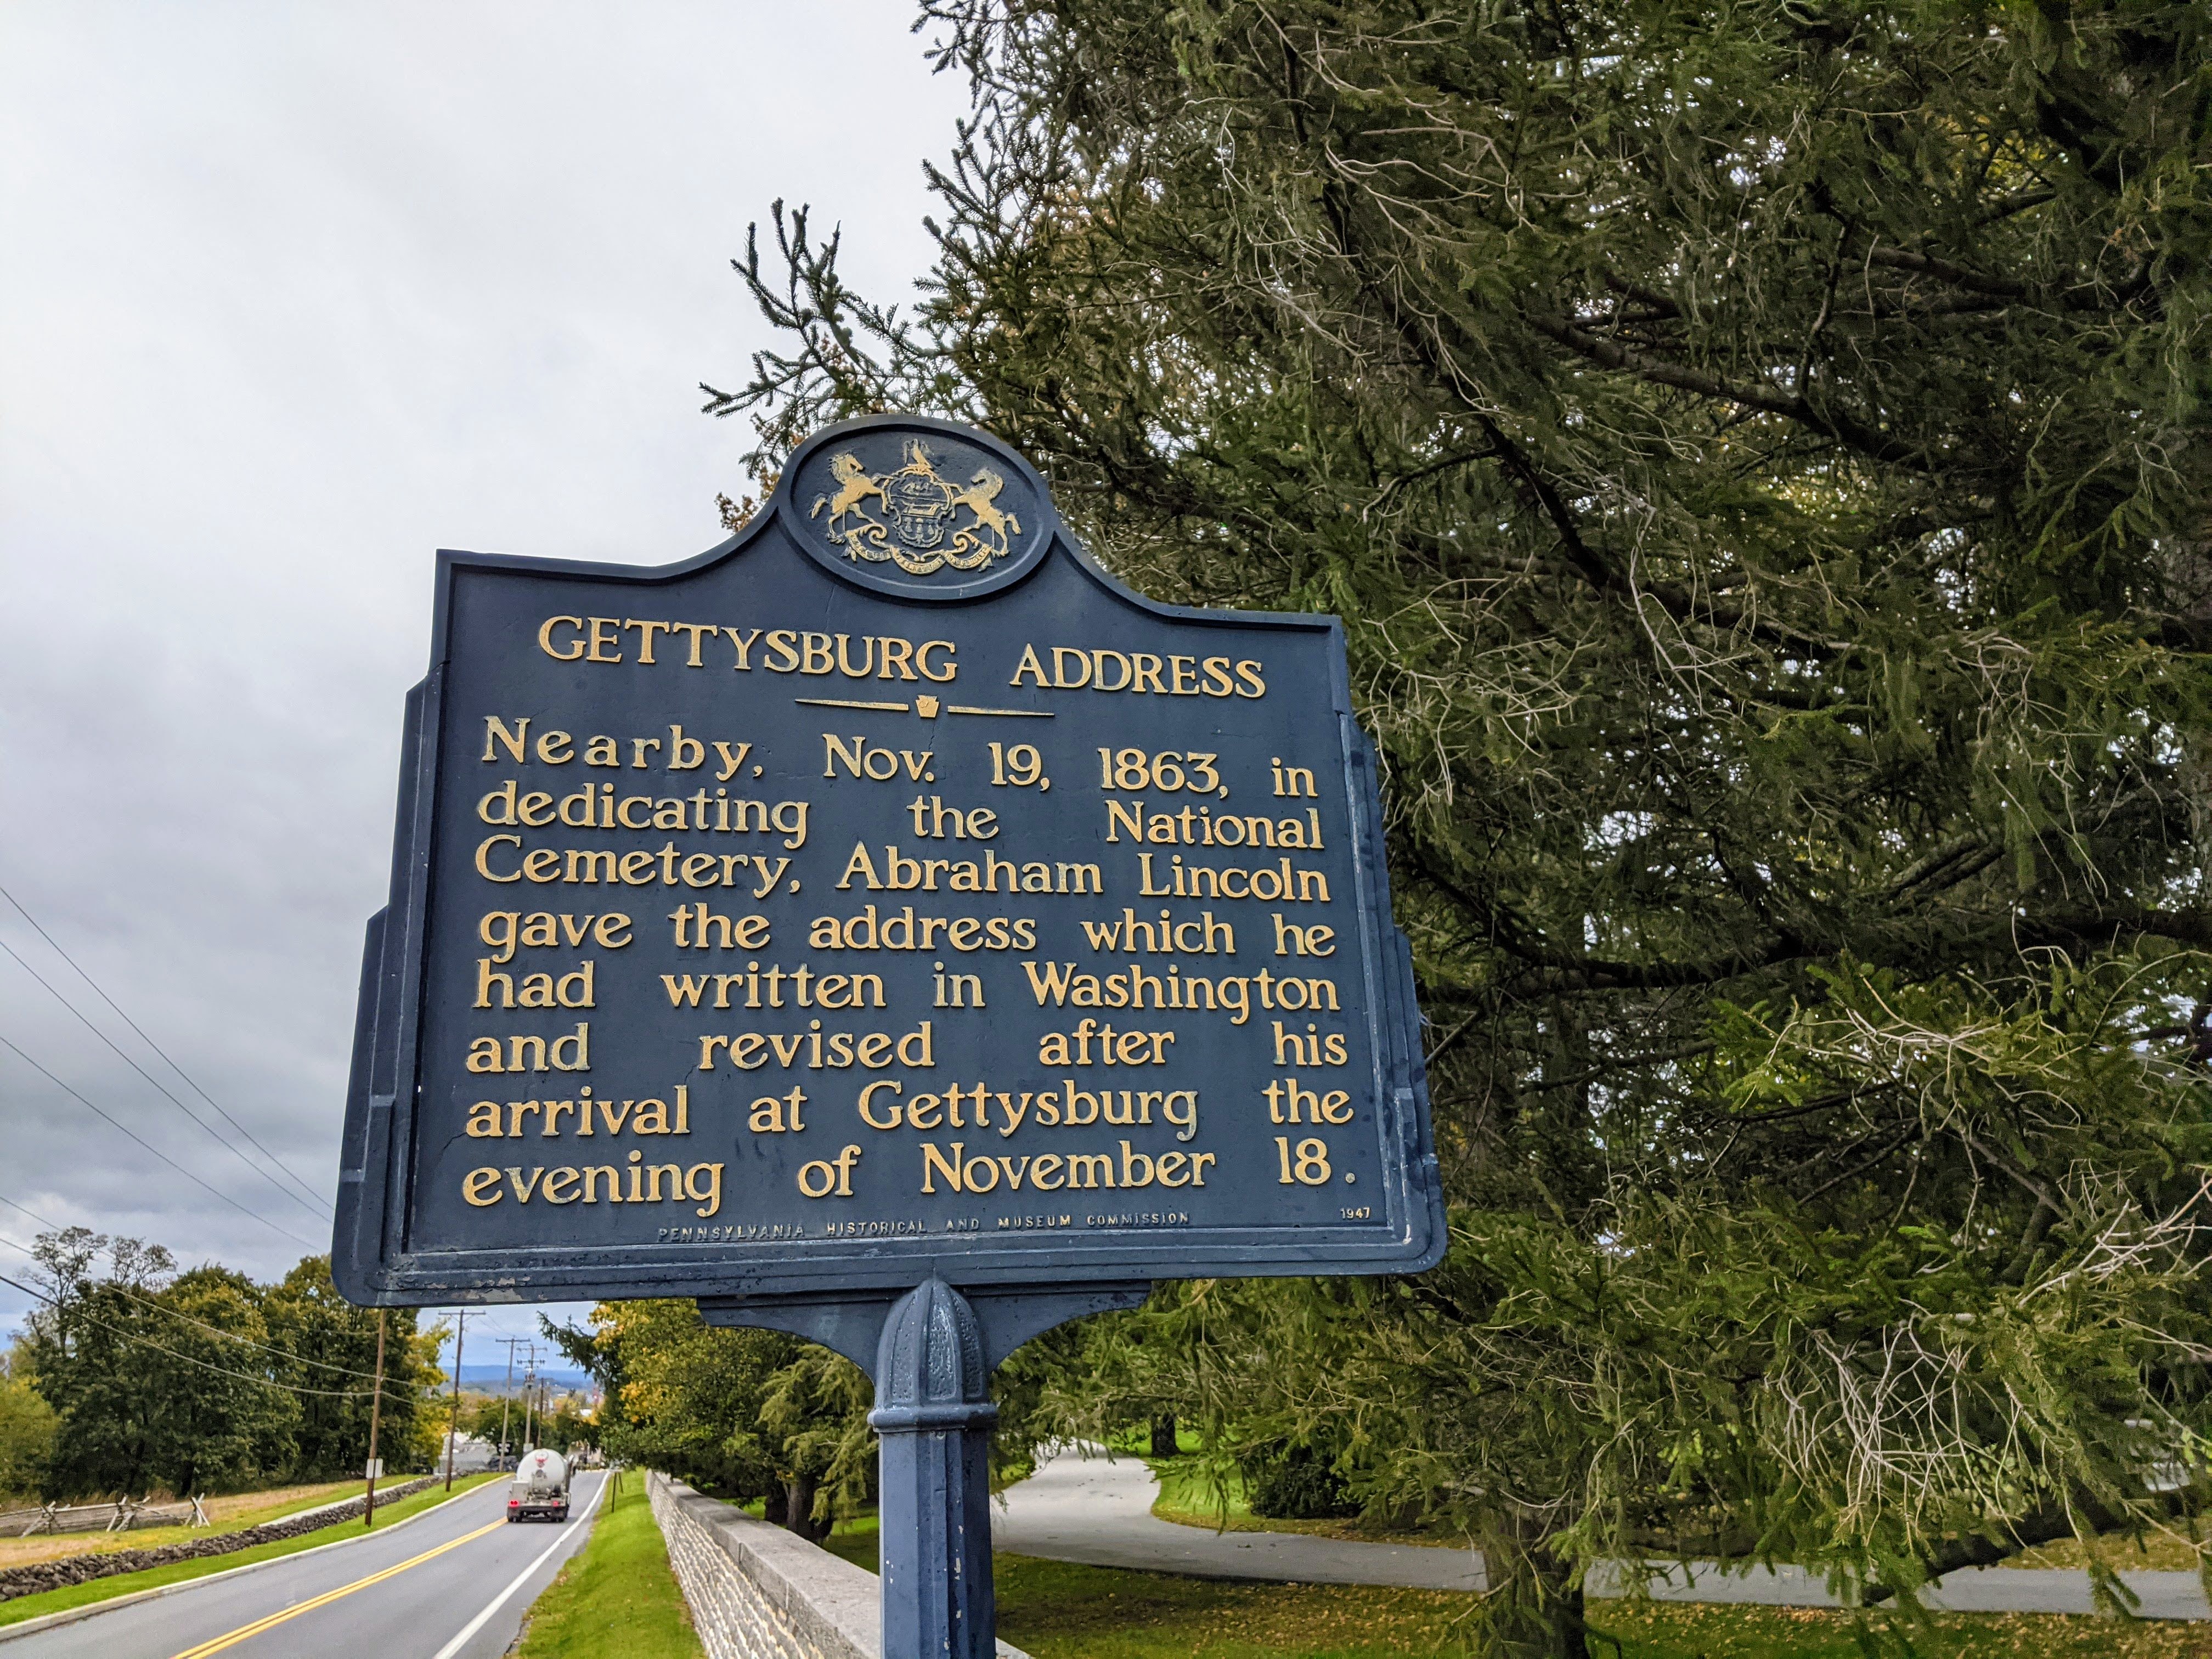 GETTYSBURG ADDRESS
Nearby, Nov. 19, 1863, in
dedicating the National
Cemetery, Abraham Lincoln
gave the address which he
had written in Washington
and revised after his
arrival at Gettysburg the
evening of November 18.
PENNSYLVANIA HISTORICAL AND MUSEUM COMMISSION 1947